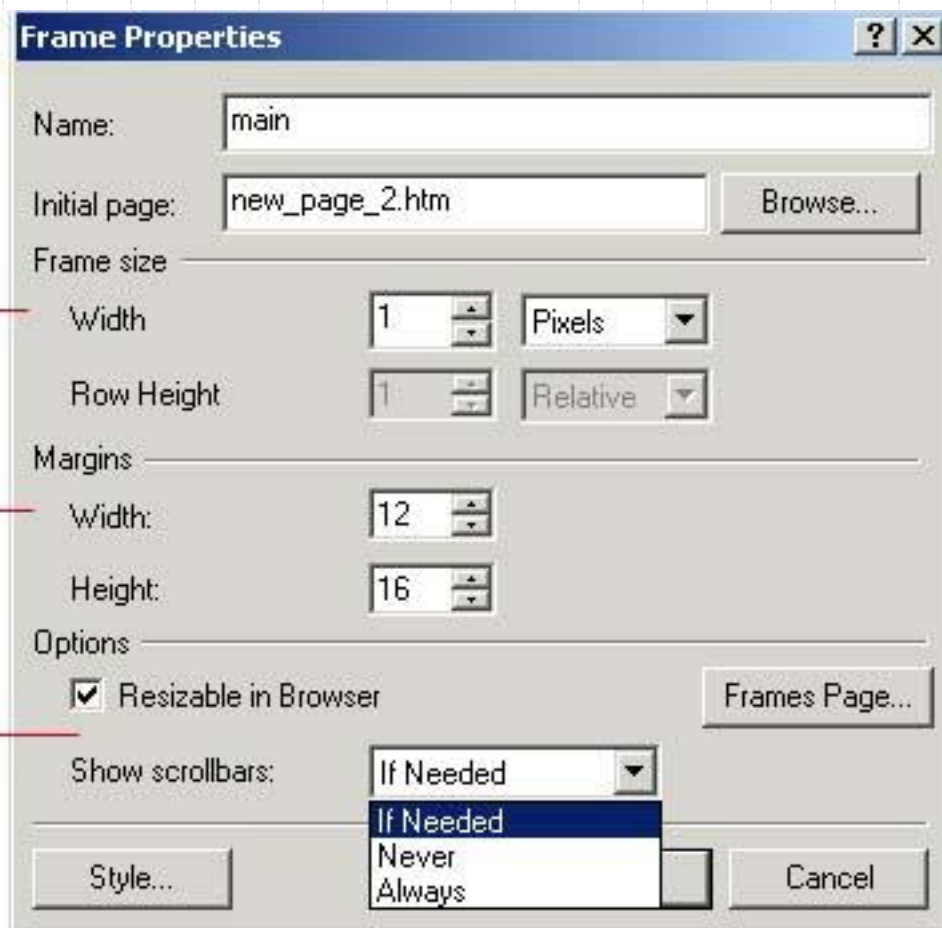 Frame Properties ? X
Name: main
Initial page: new_page_2.htm Browse...
Frame size
Width 1 Pixels
Row Height 1 Relative
Margins
Width: 12
Height: 16
Options
Resizable in Browser Frames Page...
Show scrollbars: If Needed
If Needed
Never
Always
Style... Cancel